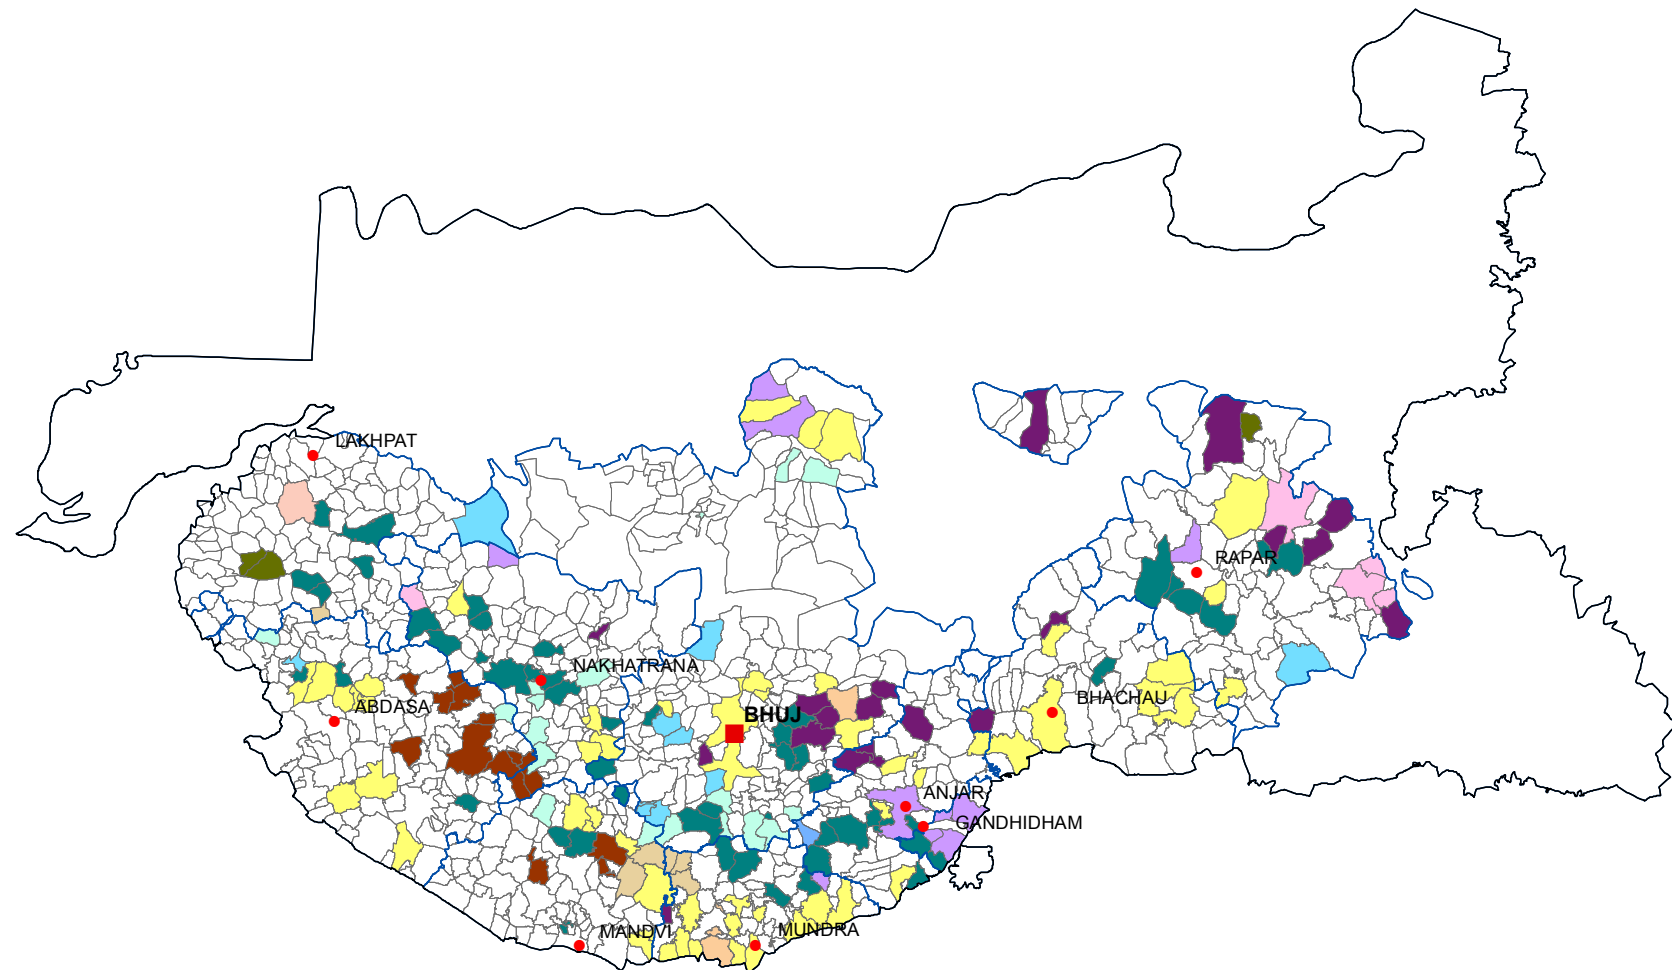 LAKHPAT
RAPAR
NAKHATRANA
BHACHAU
ABDASA
BHUJ
ANJAR
GANDHIDHAM
MANDVI
MUNDRA